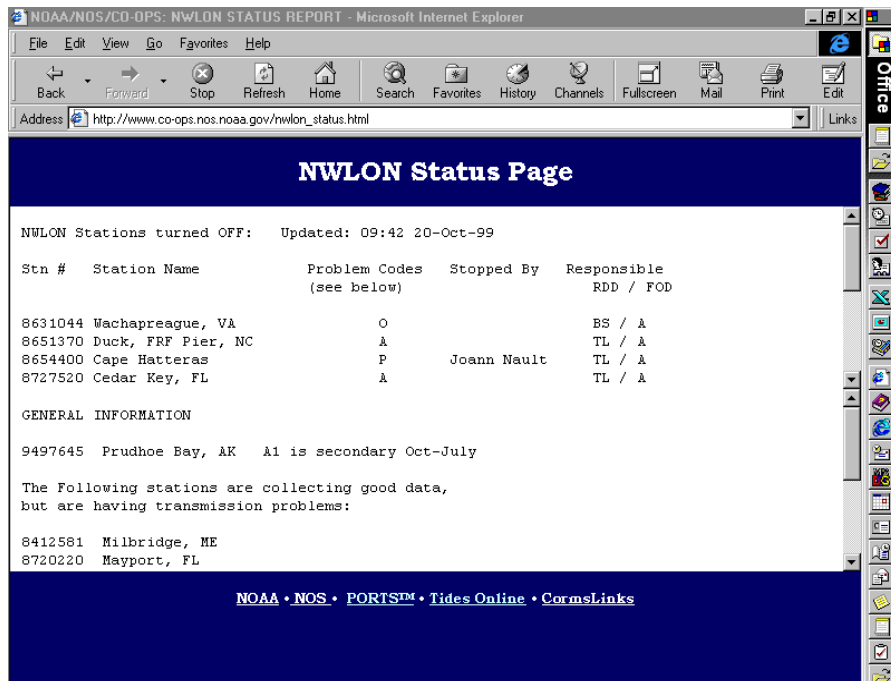 NOAA/NOS/CO-OPS: NWLON STATUS REPORT - Microsoft Internet Explorer
File Edit View Go Favorites Help
Back Forward Stop Refresh Home Search Favorites History Channels Fullscreen Mail Print Edit
Address http://www.co-ops.nos.noaa.gov/nwlon_status.html Links
Office
NWLON Status Page
NWLON Stations turned OFF: Updated: 09:42 20-Oct-99
Stn # Station Name Problem Codes Stopped By Responsible
(see below) RDD / FOD
8631044 Wachapreague, VA O BS / A
8651370 Duck, FRF Pier, NC A TL / A
8654400 Cape Hatteras P Joann Nault TL / A
8727520 Cedar Key, FL A TL / A
GENERAL INFORMATION
9497645 Prudhoe Bay, AK A1 is secondary Oct-July
The Following stations are collecting good data,
but are having transmission problems:
8412581 Milbridge, ME
8720220 Mayport, FL
NOAA • NOS • PORTS™ • Tides Online • CormsLinks